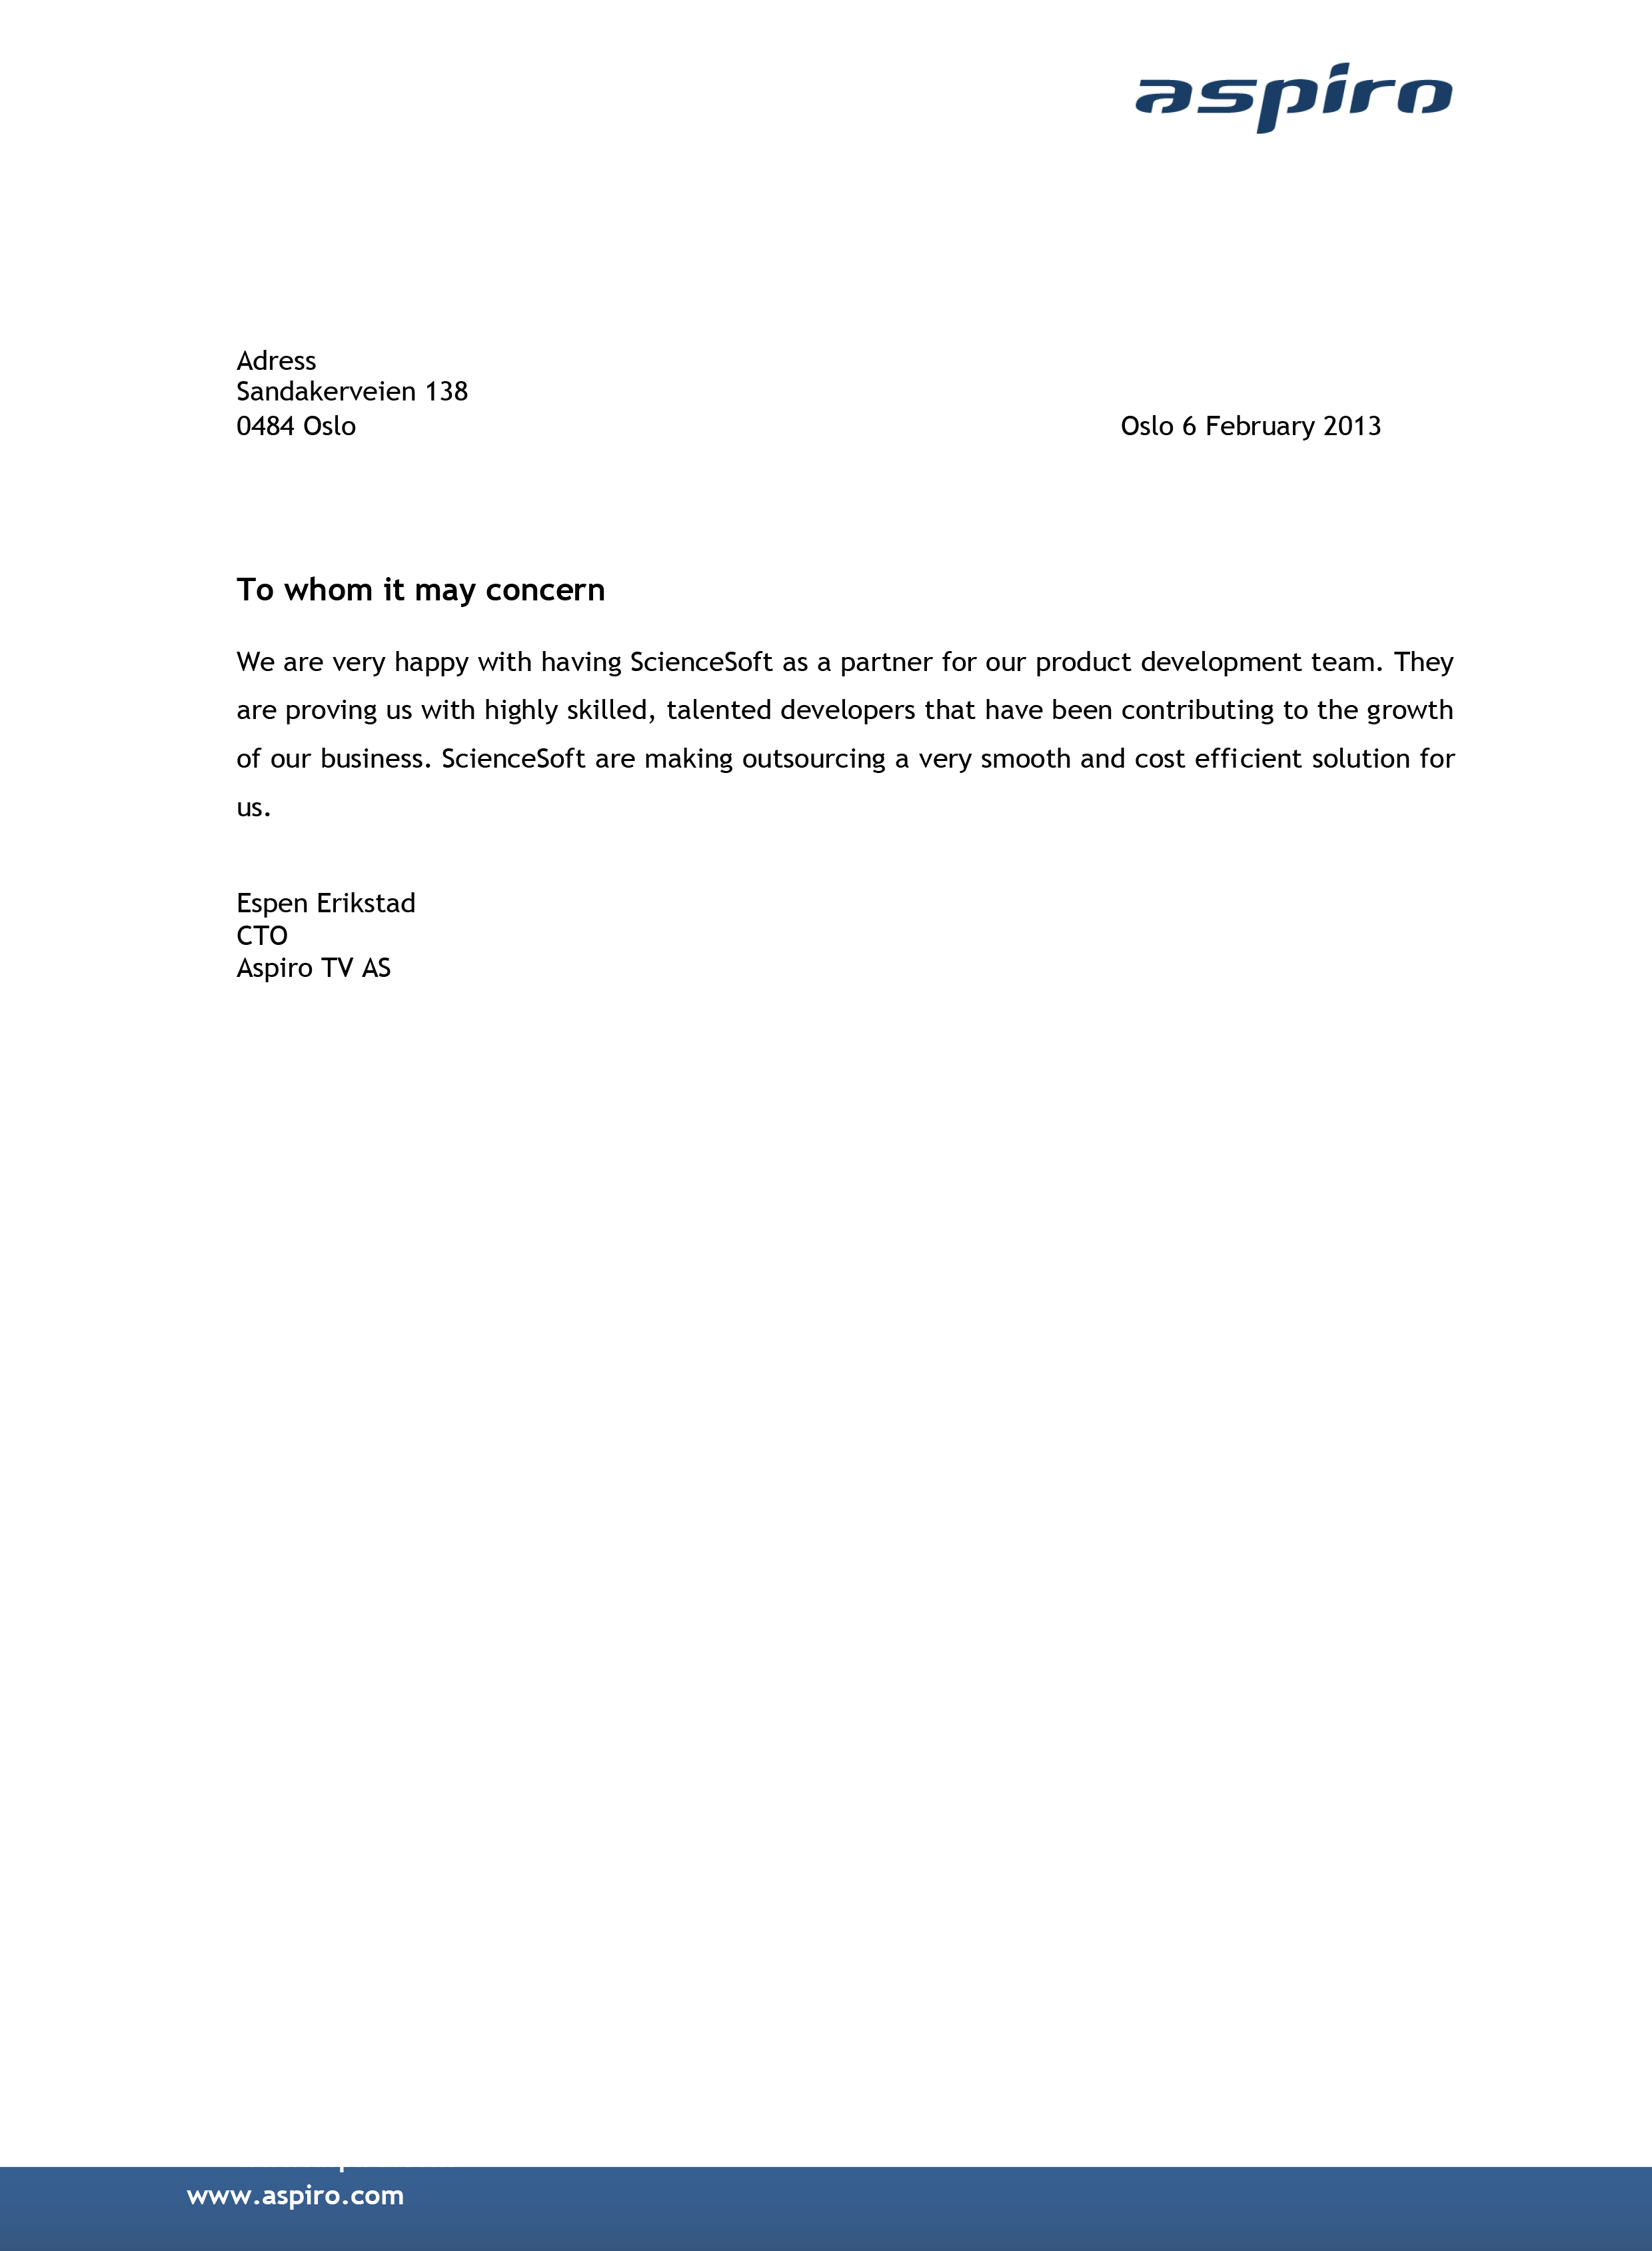 aspiro
Adress
Sandakerveien 138
0484 Oslo Oslo 6 February 2013
To whom it may concern
We are very happy with having ScienceSoft as a partner for our product development team. They
are proving us with highly skilled, talented developers that have been contributing to the growth
of our business. ScienceSoft are making outsourcing a very smooth and cost efficient solution for
us.
Espen Erikstad
CTO
Aspiro TV AS
www.aspiro.com